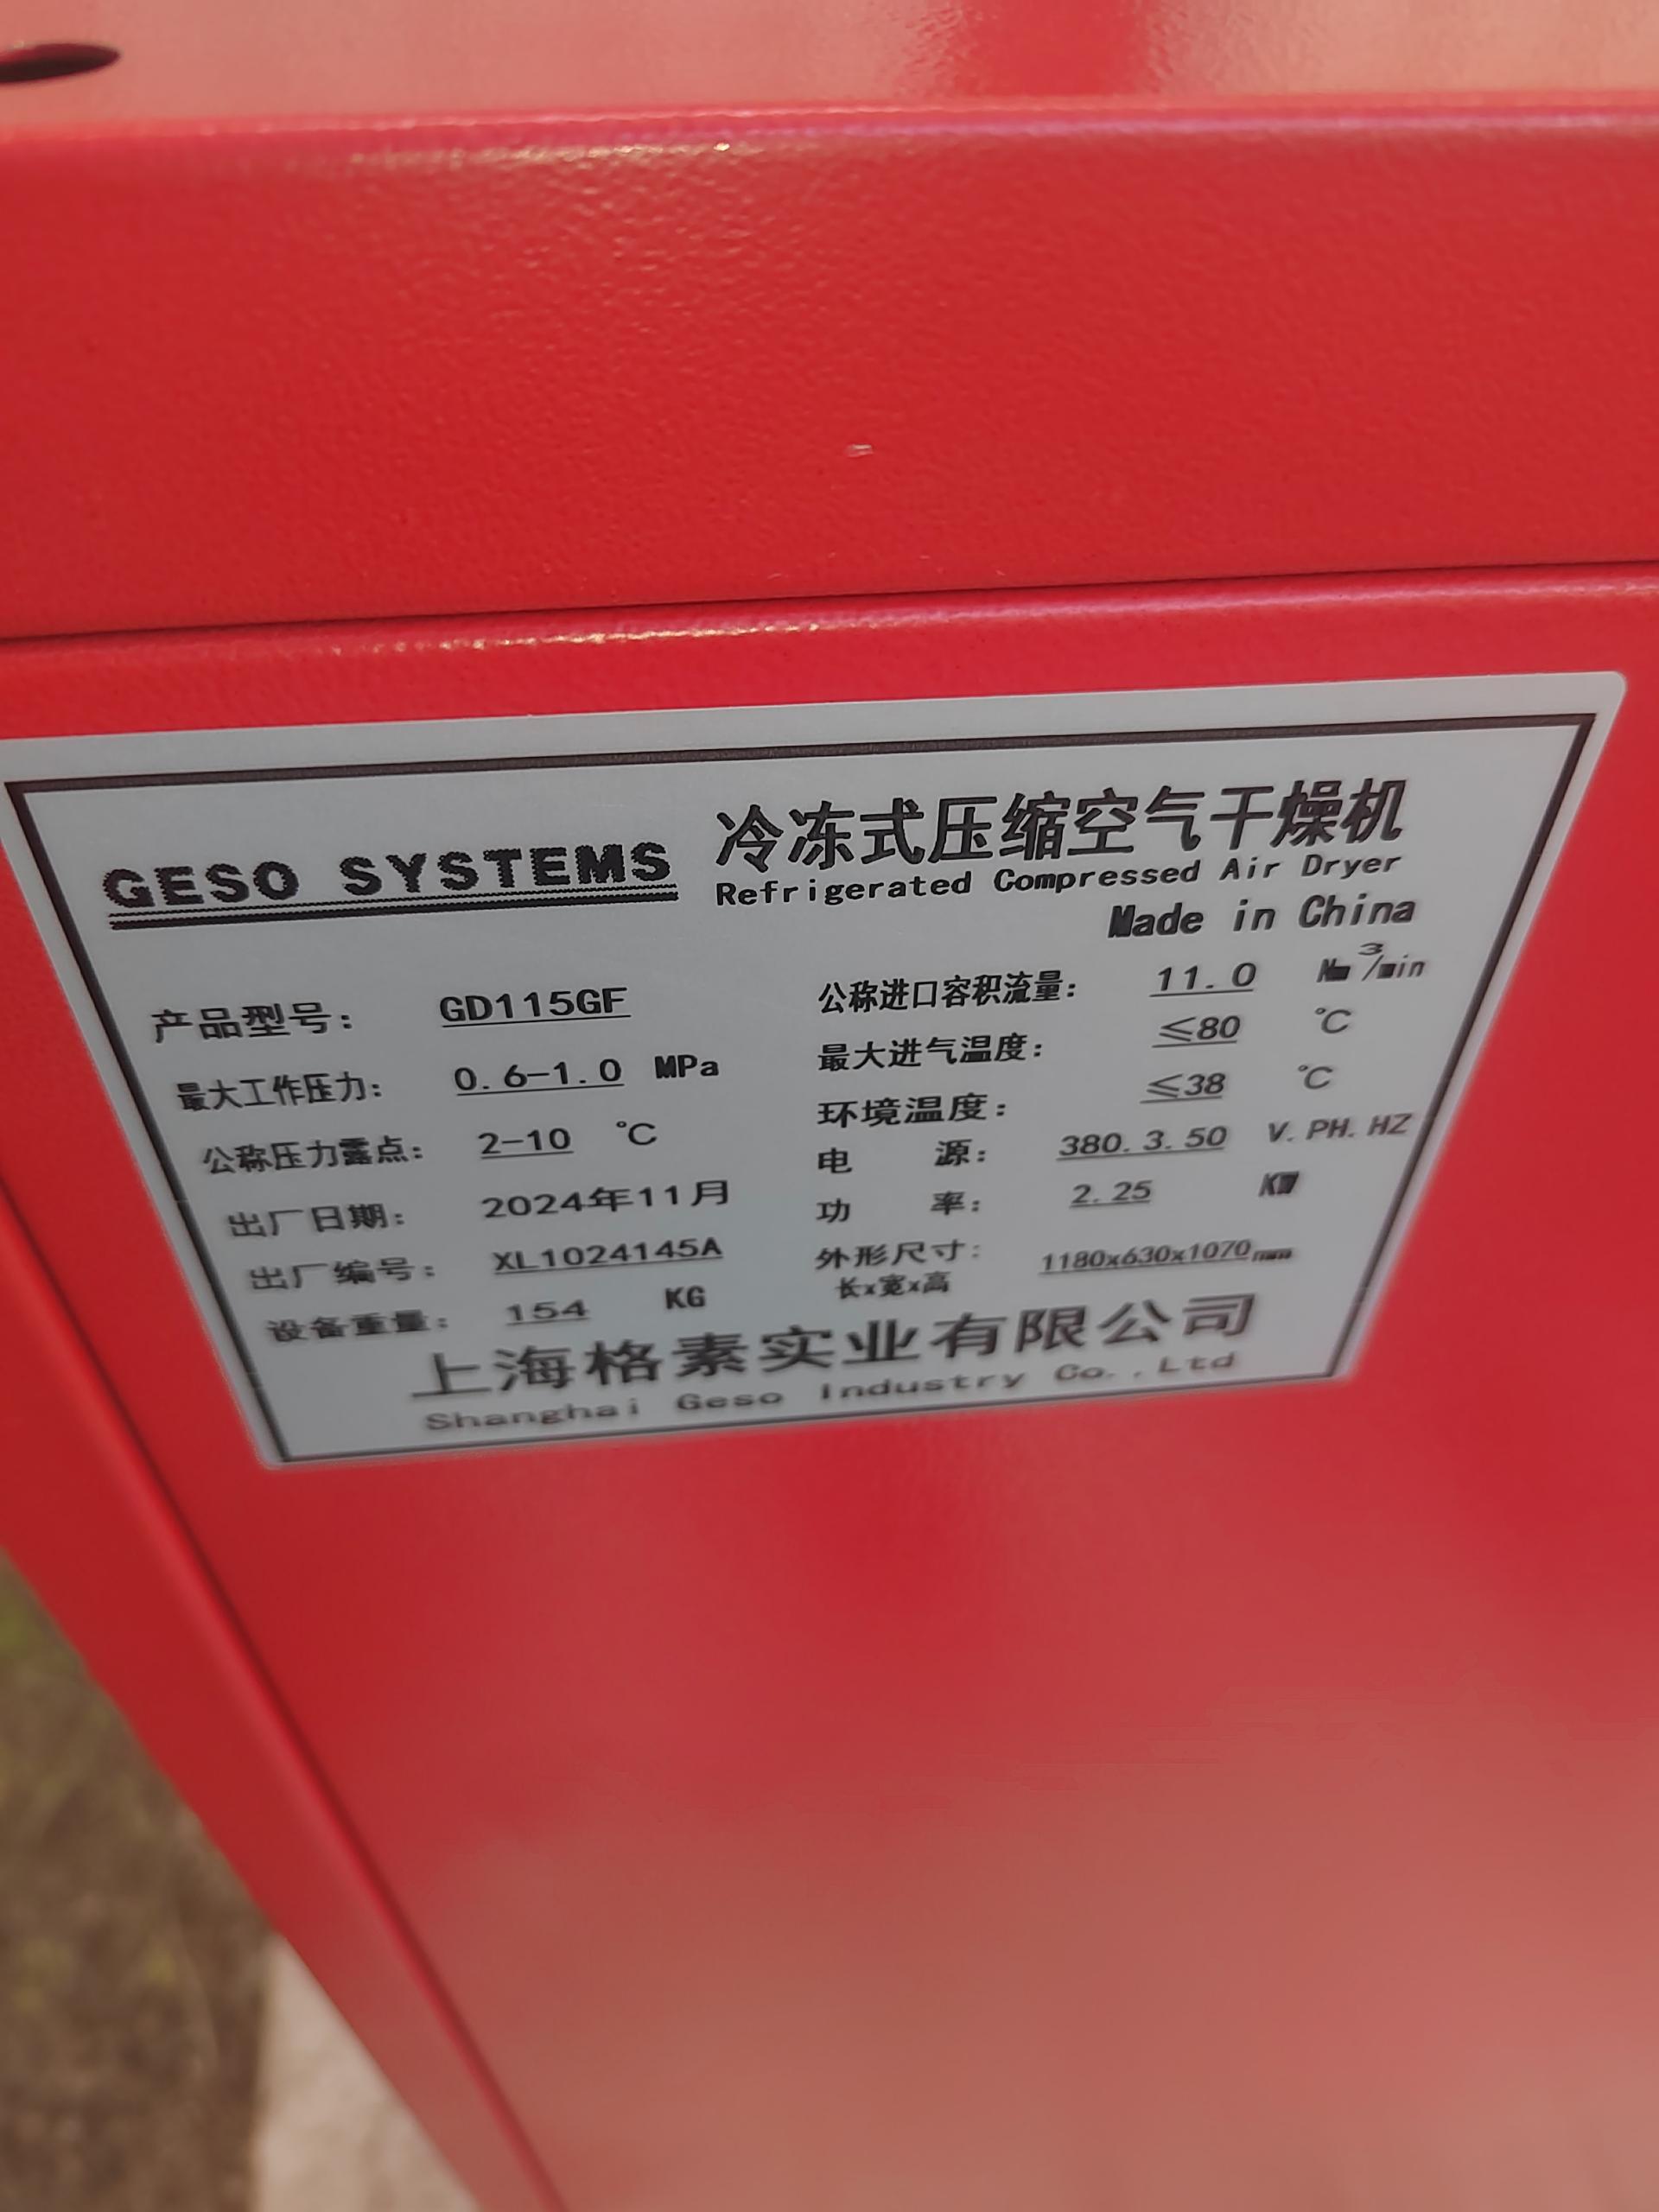 GESO SYSTEMS 冷冻式压缩空气干燥机
Refrigerated Compressed Air Dryer
Made in China
产品型号: GD115GF
最大工作压力: 0.6-1.0 MPa
公称压力露点: 2-10 ℃
出厂日期: 2024年11月
出厂编号: XL1024145A
设备重量: 154 KG
公称进口容积流量: 11.0 Nm³/min
最大进气温度: ≤80 ℃
环境温度: ≤38 ℃
电 源: 380.3.50 V.PH.HZ
功 率: 2.25 KW
外形尺寸: 1180x630x1070mm
长x宽x高
上海格素实业有限公司
Shanghai Geso Industry Co.,Ltd